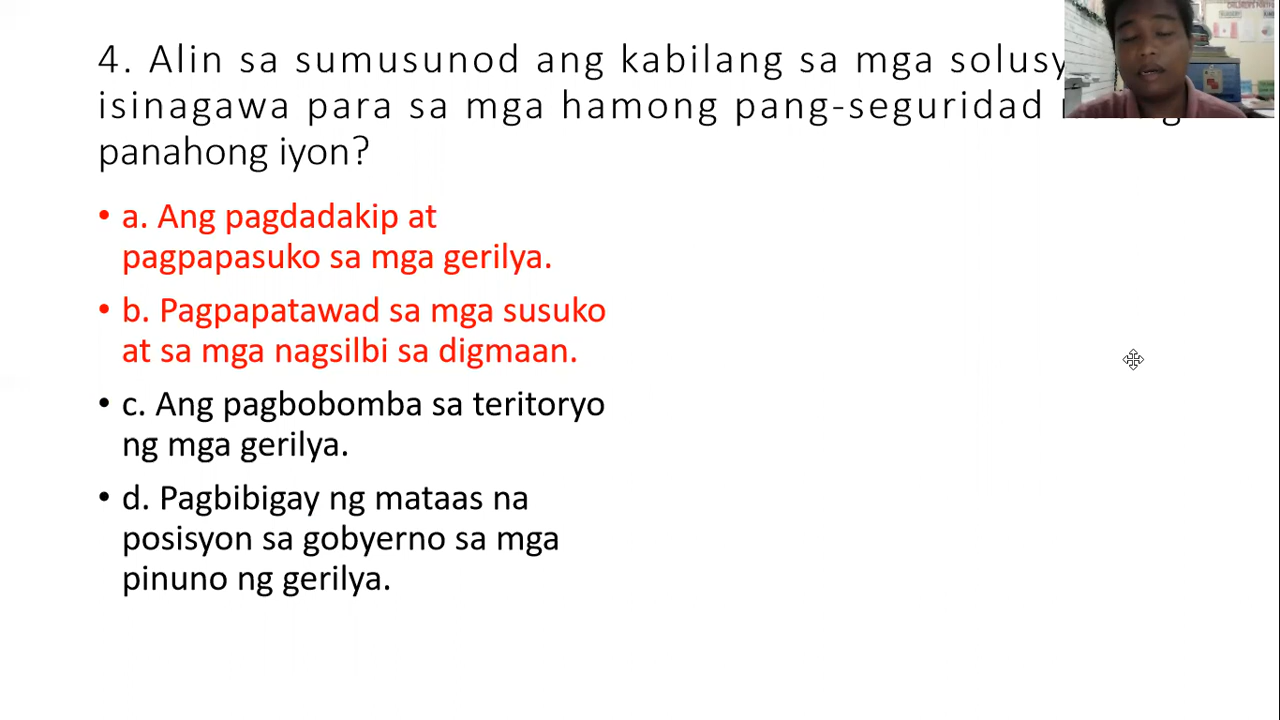 4. Alin sa sumusunod ang kabilang sa mga
isinagawa para sa mga hamong pang-seguridad
panahong iyon?
• a. Ang pagdadakip at
pagpapasuko sa mga gerilya.
• b. Pagpapatawad sa mga susuko
at sa mga nagsilbi sa digmaan.
• c. Ang pagbobomba sa teritoryo
ng mga gerilya.
• d. Pagbibigay ng mataas na
posisyon sa gobyerno sa mga
pinuno ng gerilya.